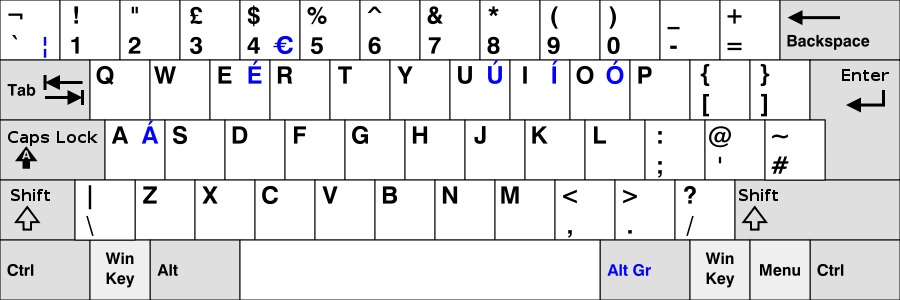 ¬ ! " £ $ % ^ & * ( ) _ +
` ¦ 1 2 3 4 € 5 6 7 8 9 0 - = Backspace
Tab Q W E É R T Y U Ú I Í O Ó P { } Enter
[ ]
Caps Lock A Á S D F G H J K L : @ ~
A ; ' #
Shift | Z X C V B N M < > ? Shift
\ , . /
Ctrl Win Key Alt Alt Gr Win Key Menu Ctrl